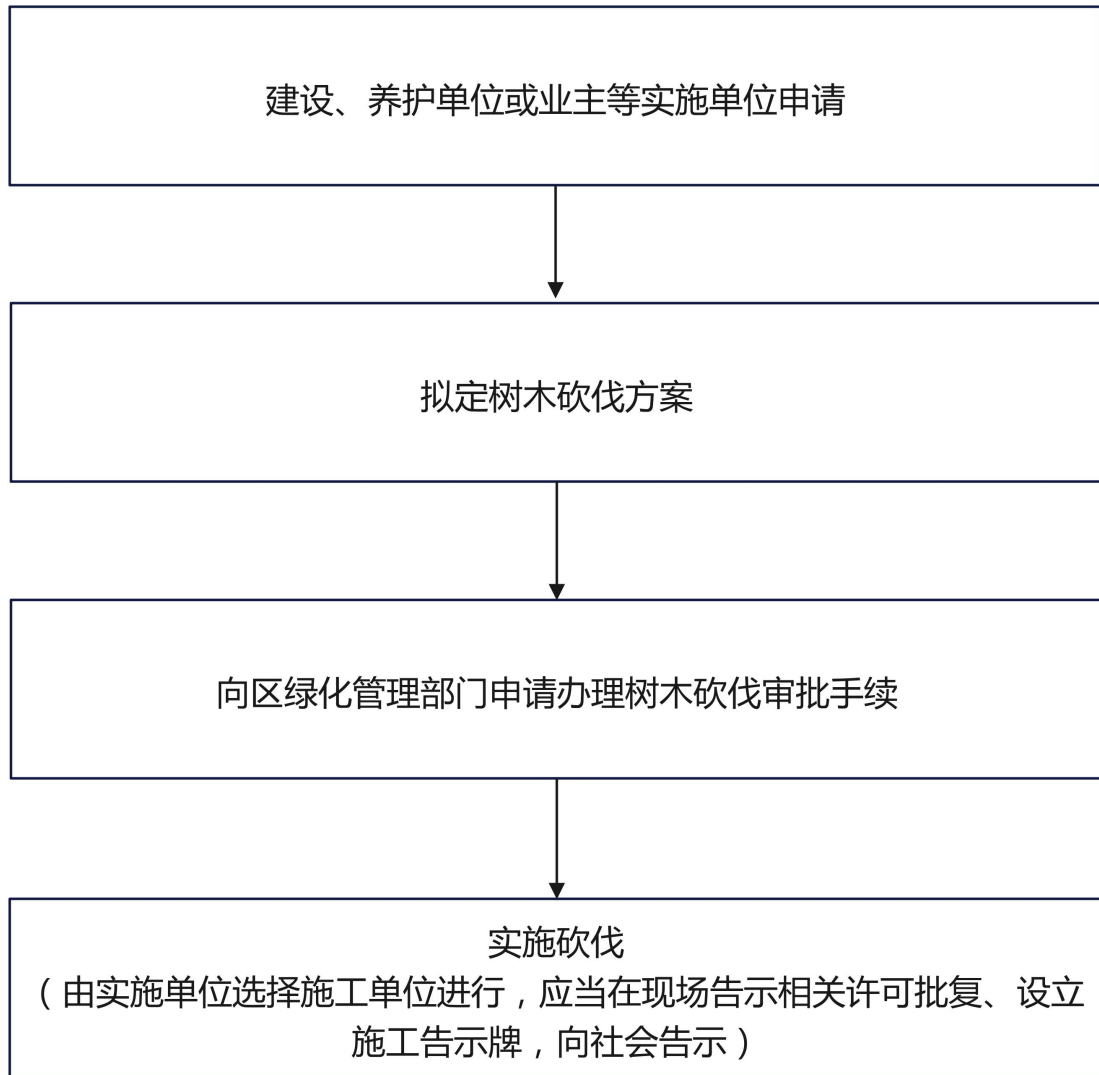 建设、养护单位或业主等实施单位申请
拟定树木砍伐方案
向区绿化管理部门申请办理树木砍伐审批手续
实施砍伐
（由实施单位选择施工单位进行，应当在现场告示相关许可批复、设立
施工告示牌，向社会告示）